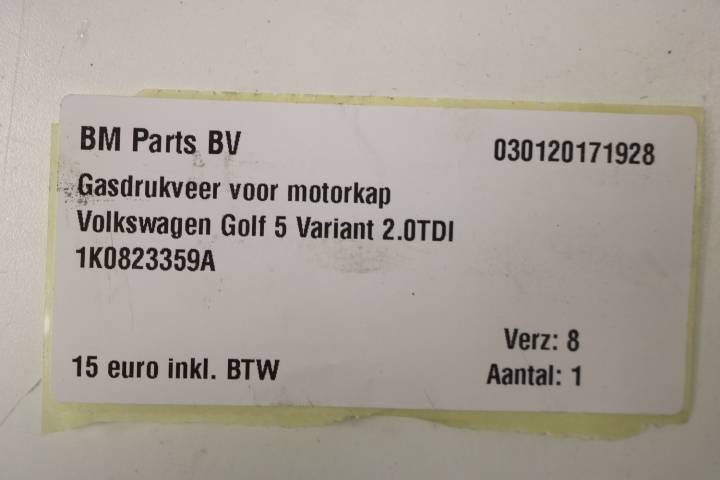 BM Parts BV
030120171928
Gasdrukveer voor motorkap
Volkswagen Golf 5 Variant 2.0TDI
1K0823359A
Verz: 8
15 euro inkl. BTW
Aantal: 1